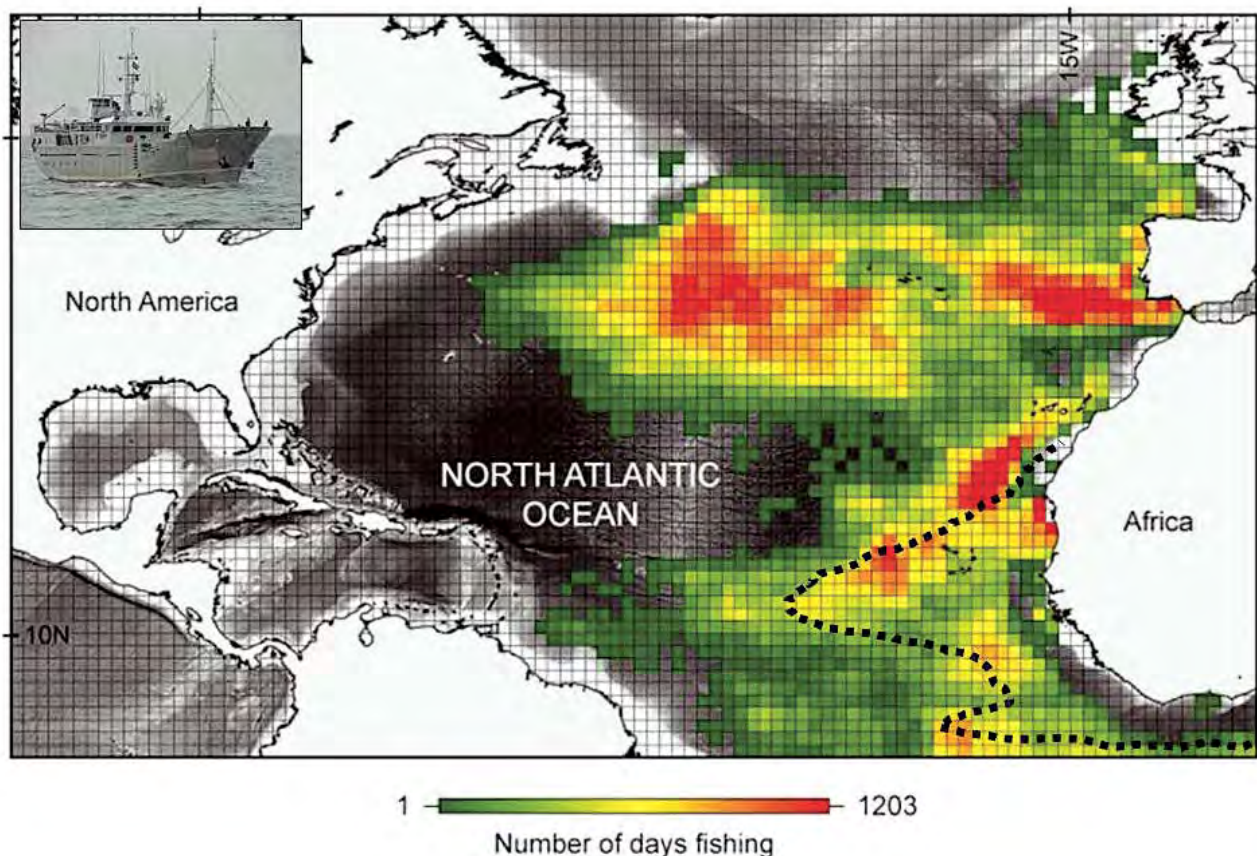 15W
North America
NORTH ATLANTIC
OCEAN
Africa
10N
1
1203
Number of days fishing